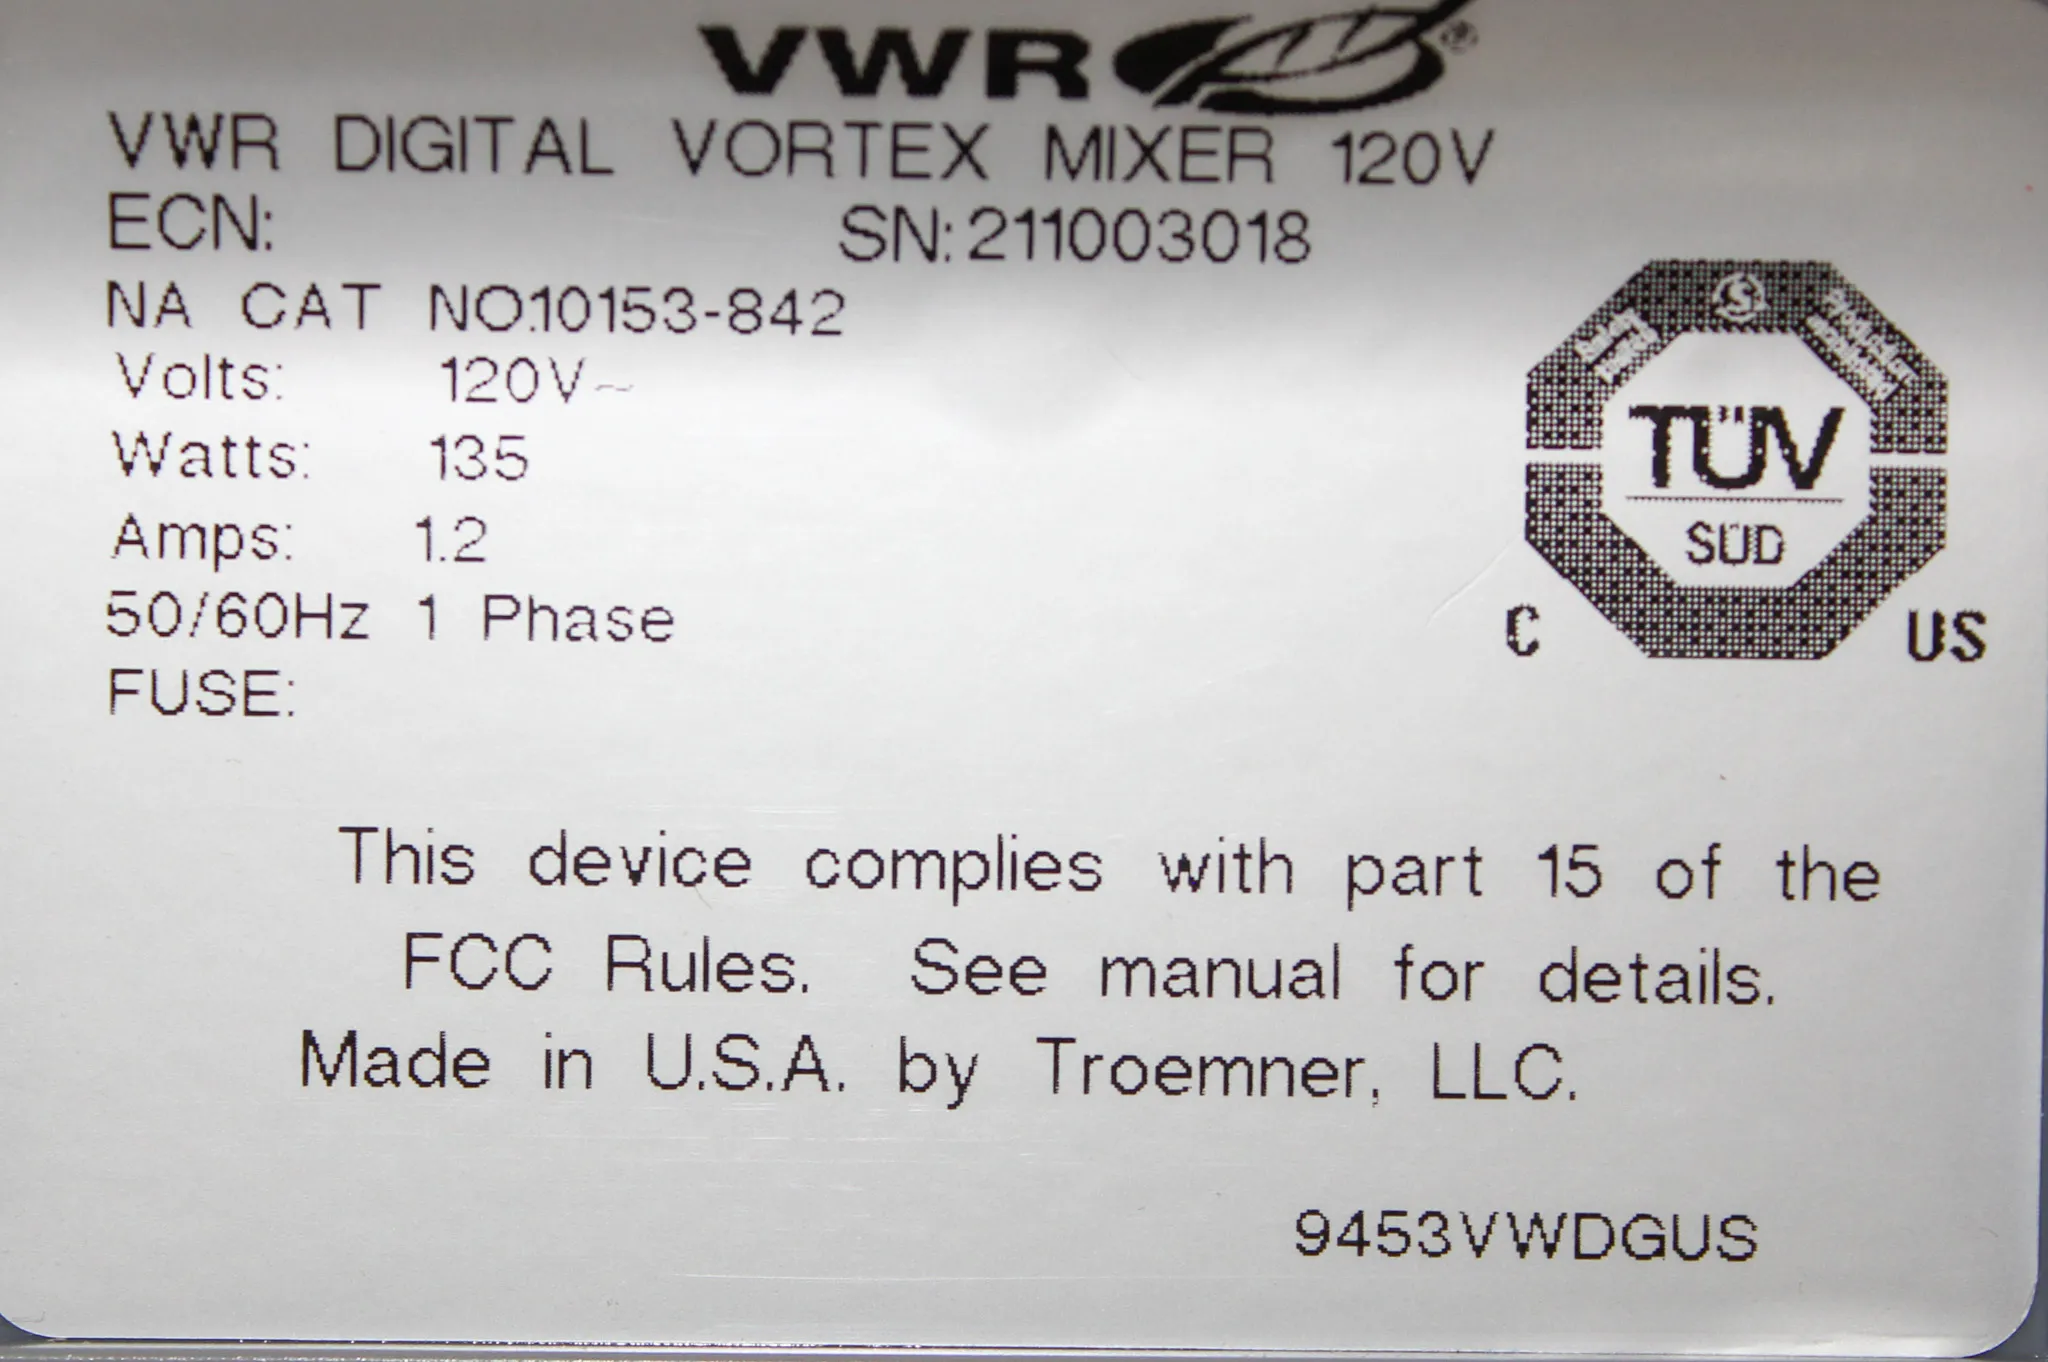 VWR®
VWR DIGITAL VORTEX MIXER 120V
ECN: SN:211003018
NA CAT NO.10153-842
Volts: 120V~
Watts: 135
Amps: 1.2
50/60Hz 1 Phase
FUSE:
TÜV
SÜD
C US
This device complies with part 15 of the
FCC Rules. See manual for details.
Made in U.S.A. by Troemner, LLC.
9453VWDGUS